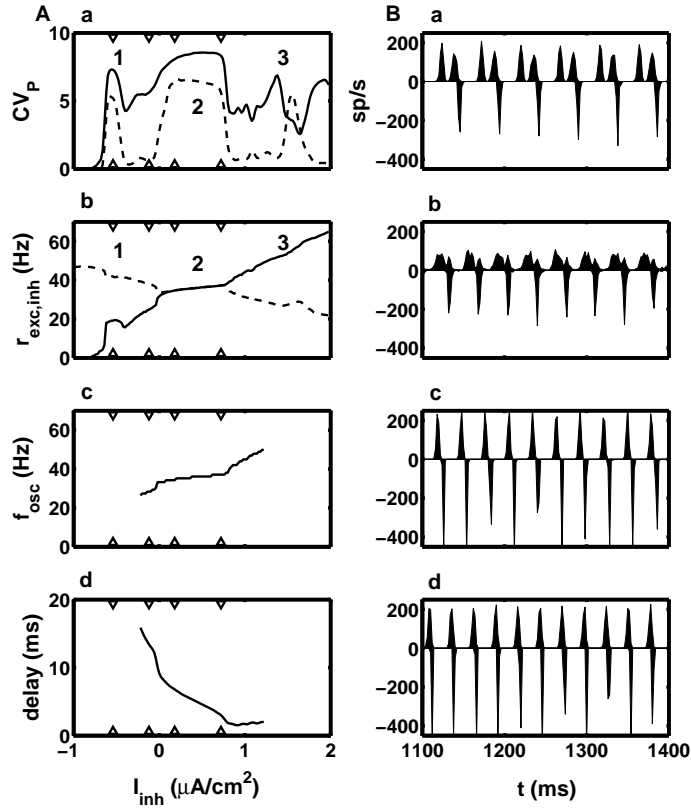 A
a
10
5
0
CV_P
1
2
3
b
60
40
20
0
r_exc,inh (Hz)
1
2
3
c
60
40
20
0
f_osc (Hz)
d
20
10
0
delay (ms)
−1
0
1
2
I_inh (μA/cm²)
B
a
200
0
−200
−400
sp/s
b
200
0
−200
−400
c
200
0
−200
−400
d
200
0
−200
−400
1100
1200
1300
1400
t (ms)